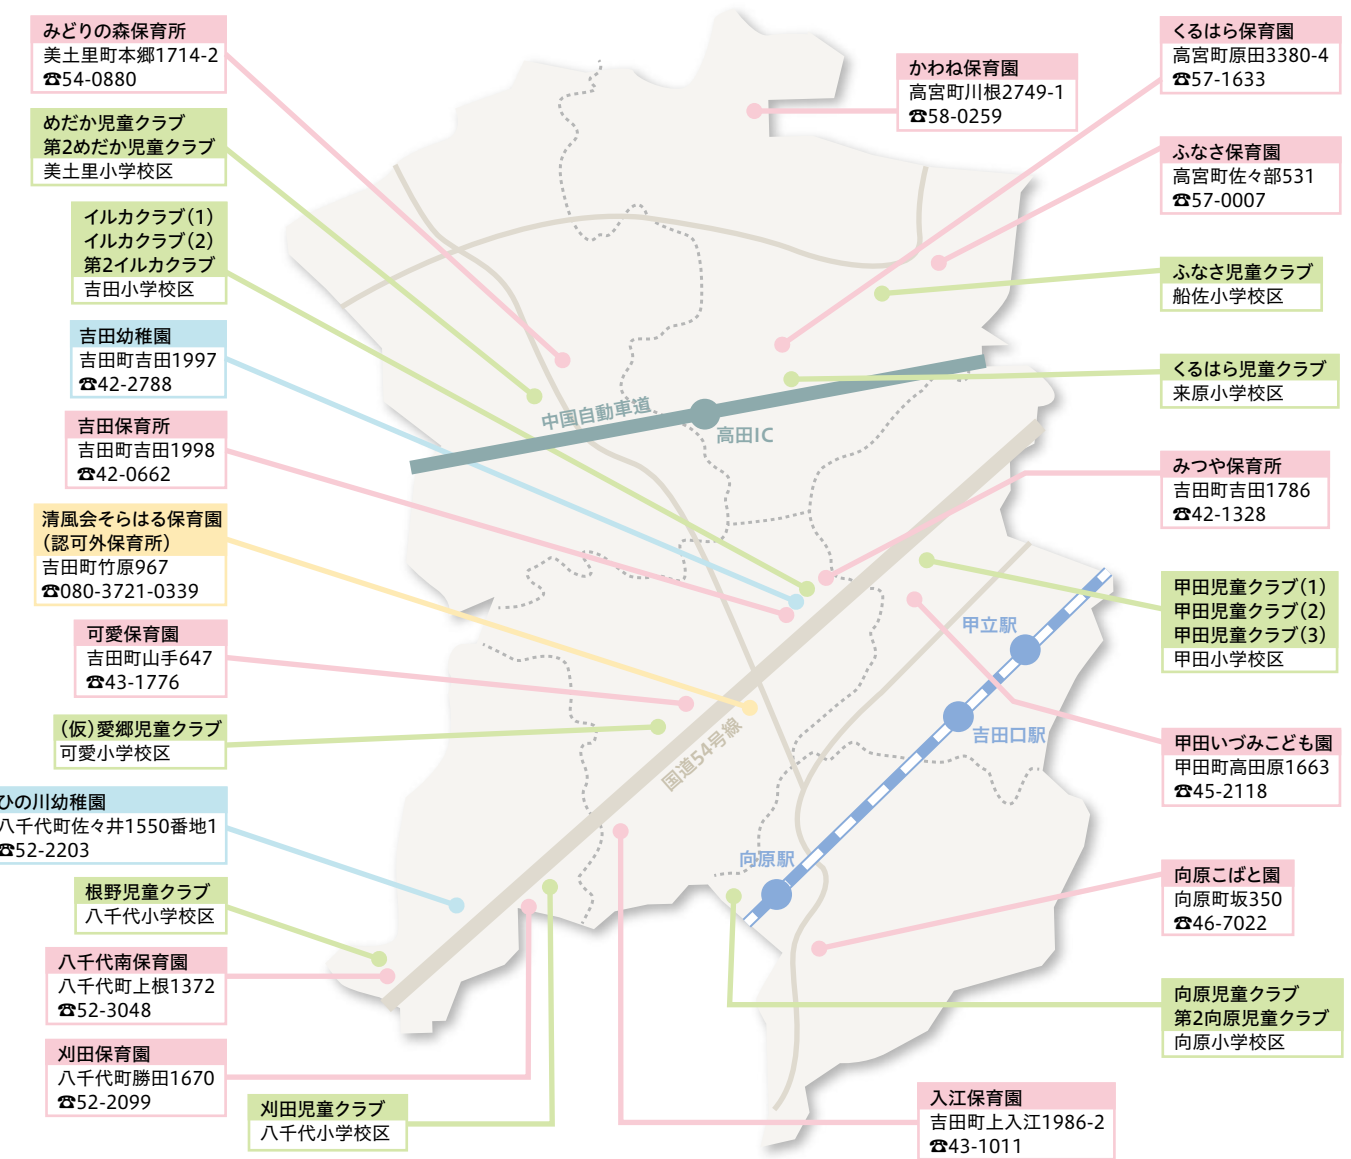 みどりの森保育所
美土里町本郷1714-2
☎54-0880
めだか児童クラブ
第2めだか児童クラブ
美土里小学校区
イルカクラブ(1)
イルカクラブ(2)
第2イルカクラブ
吉田小学校区
吉田幼稚園
吉田町吉田1997
☎42-2788
吉田保育所
吉田町吉田1998
☎42-0662
清風会そらはる保育園
(認可外保育所)
吉田町竹原967
☎080-3721-0339
可愛保育園
吉田町山手647
☎43-1776
(仮)愛郷児童クラブ
可愛小学校区
ひの川幼稚園
八千代町佐々井1550番地1
☎52-2203
根野児童クラブ
八千代小学校区
八千代南保育園
八千代町上根1372
☎52-3048
刈田保育園
八千代町勝田1670
☎52-2099
刈田児童クラブ
八千代小学校区
中国自動車道
高田IC
国道54号線
甲立駅
吉田口駅
向原駅
かわね保育園
高宮町川根2749-1
☎58-0259
くるはら保育園
高宮町原田3380-4
☎57-1633
ふなさ保育園
高宮町佐々部531
☎57-0007
ふなさ児童クラブ
船佐小学校区
くるはら児童クラブ
来原小学校区
みつや保育所
吉田町吉田1786
☎42-1328
甲田児童クラブ(1)
甲田児童クラブ(2)
甲田児童クラブ(3)
甲田小学校区
甲田いづみこども園
甲田町高田原1663
☎45-2118
向原こばと園
向原町坂350
☎46-7022
向原児童クラブ
第2向原児童クラブ
向原小学校区
入江保育園
吉田町上入江1986-2
☎43-1011